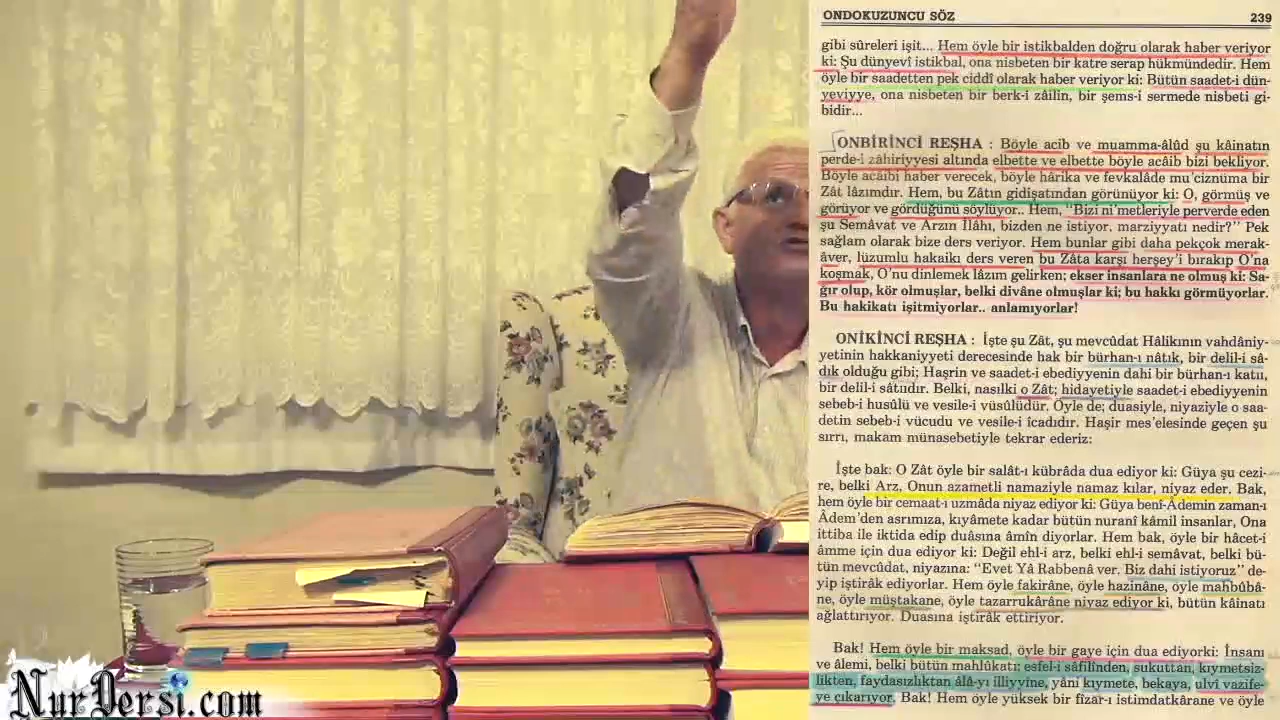 ONDOKUZUNCU SÖZ 239
gibi sûreleri işit... Hem öyle bir istikbalden doğru olarak haber veriyor
ki: Şu dünyevî istikbal, ona nisbeten bir katre serap hükmündedir. Hem
öyle bir saadetten pek ciddî olarak haber veriyor ki: Bütün saadet-i dün-
yeviyye, ona nisbeten bir berk-i zâilin, bir şems-i sermede nisbeti gi-
bidir...
ONBİRİNCİ REŞHA : Böyle acib ve muamma-âlûd şu kâinatın
perde-i zâhiriyyesi altında elbette ve elbette böyle acâib bizi bekliyor.
Böyle acâibi haber verecek, böyle hârika ve fevkalâde mu'ciznüma bir
Zât lâzımdır. Hem, bu Zâtın gidişatından görünüyor ki: O, görmüş ve
görüyor ve gördüğünü söylüyor.. Hem, "Bizi ni'metleriyle perverde eden
şu Semâvat ve Arzın İlâhı, bizden ne istiyor. marziyyatı nedir?" Pek
sağlam olarak bize ders veriyor. Hem bunlar gibi daha pekçok merak-
âver, lüzumlu hakaikı ders veren bu Zâta karşı herşey'i bırakıp O'na
koşmak, O'nu dinlemek lâzım gelirken; ekser insanlara ne olmuş ki: Sa-
ğır olup, kör olmuşlar, belki divâne olmuşlar ki; bu hakkı görmüyorlar.
Bu hakikatı işitmiyorlar.. anlamıyorlar!
ONİKİNCİ REŞHA : İşte şu Zât, şu mevcûdat Hâlikının vahdâniy-
yetinin hakkaniyyeti derecesinde hak bir bürhan-ı nâtık, bir delil-i sâ-
dık olduğu gibi; Haşrin ve saadet-i ebediyyenin dahi bir bürhan-ı katıı,
bir delil-i sâtııdır. Belki, nasılki o Zât; hidayetiyle saadet-i ebediyyenin
sebeb-i husûlü ve vesile-i vüsûlüdür. Öyle de; duasiyle, niyaziyle o saa-
detin sebeb-i vücudu ve vesile-i îcadıdır. Haşir mes'elesinde geçen şu
sırrı, makam münasebetiyle tekrar ederiz:
İşte bak: O Zât öyle bir salât-ı kübrâda dua ediyor ki: Güya şu cezi-
re, belki Arz, Onun azametli namaziyle namaz kılar, niyaz eder. Bak,
hem öyle bir cemaat-ı uzmâda niyaz ediyor ki: Güya benî-Âdemin zaman-ı
Âdem'den asrımıza, kıyâmete kadar bütün nuranî kâmil insanlar, Ona
ittiba ile iktida edip duâsına âmîn diyorlar. Hem bak, öyle bir hâcet-i
âmme için dua ediyor ki: Değil ehl-i arz, belki ehl-i semâvat, belki bü-
tün mevcûdat, niyazına: "Evet Yâ Rabbenâ ver. Biz dahi istiyoruz" de-
yip iştirâk ediyorlar. Hem öyle fakirâne, öyle hazinâne, öyle mahbûbâ-
ne, öyle müştakane, öyle tazarrukârâne niyaz ediyor ki, bütün kâinatı
ağlattırıyor. Duasına iştirâk ettiriyor.
Bak! Hem öyle bir maksad, öyle bir gaye için dua ediyorki: İnsanı
ve âlemi, belki bütün mahlûkatı; esfel-i sâfilînden, sukuttan, kıymetsiz-
likten, faydasızlıktan âlâ-yı illiyyîne, yâni kıymete, bekaya, ulvî vazife-
ye çıkarıyor. Bak! Hem öyle yüksek bir fîzar-ı istimdatkârane ve öyle
NurDersi.com